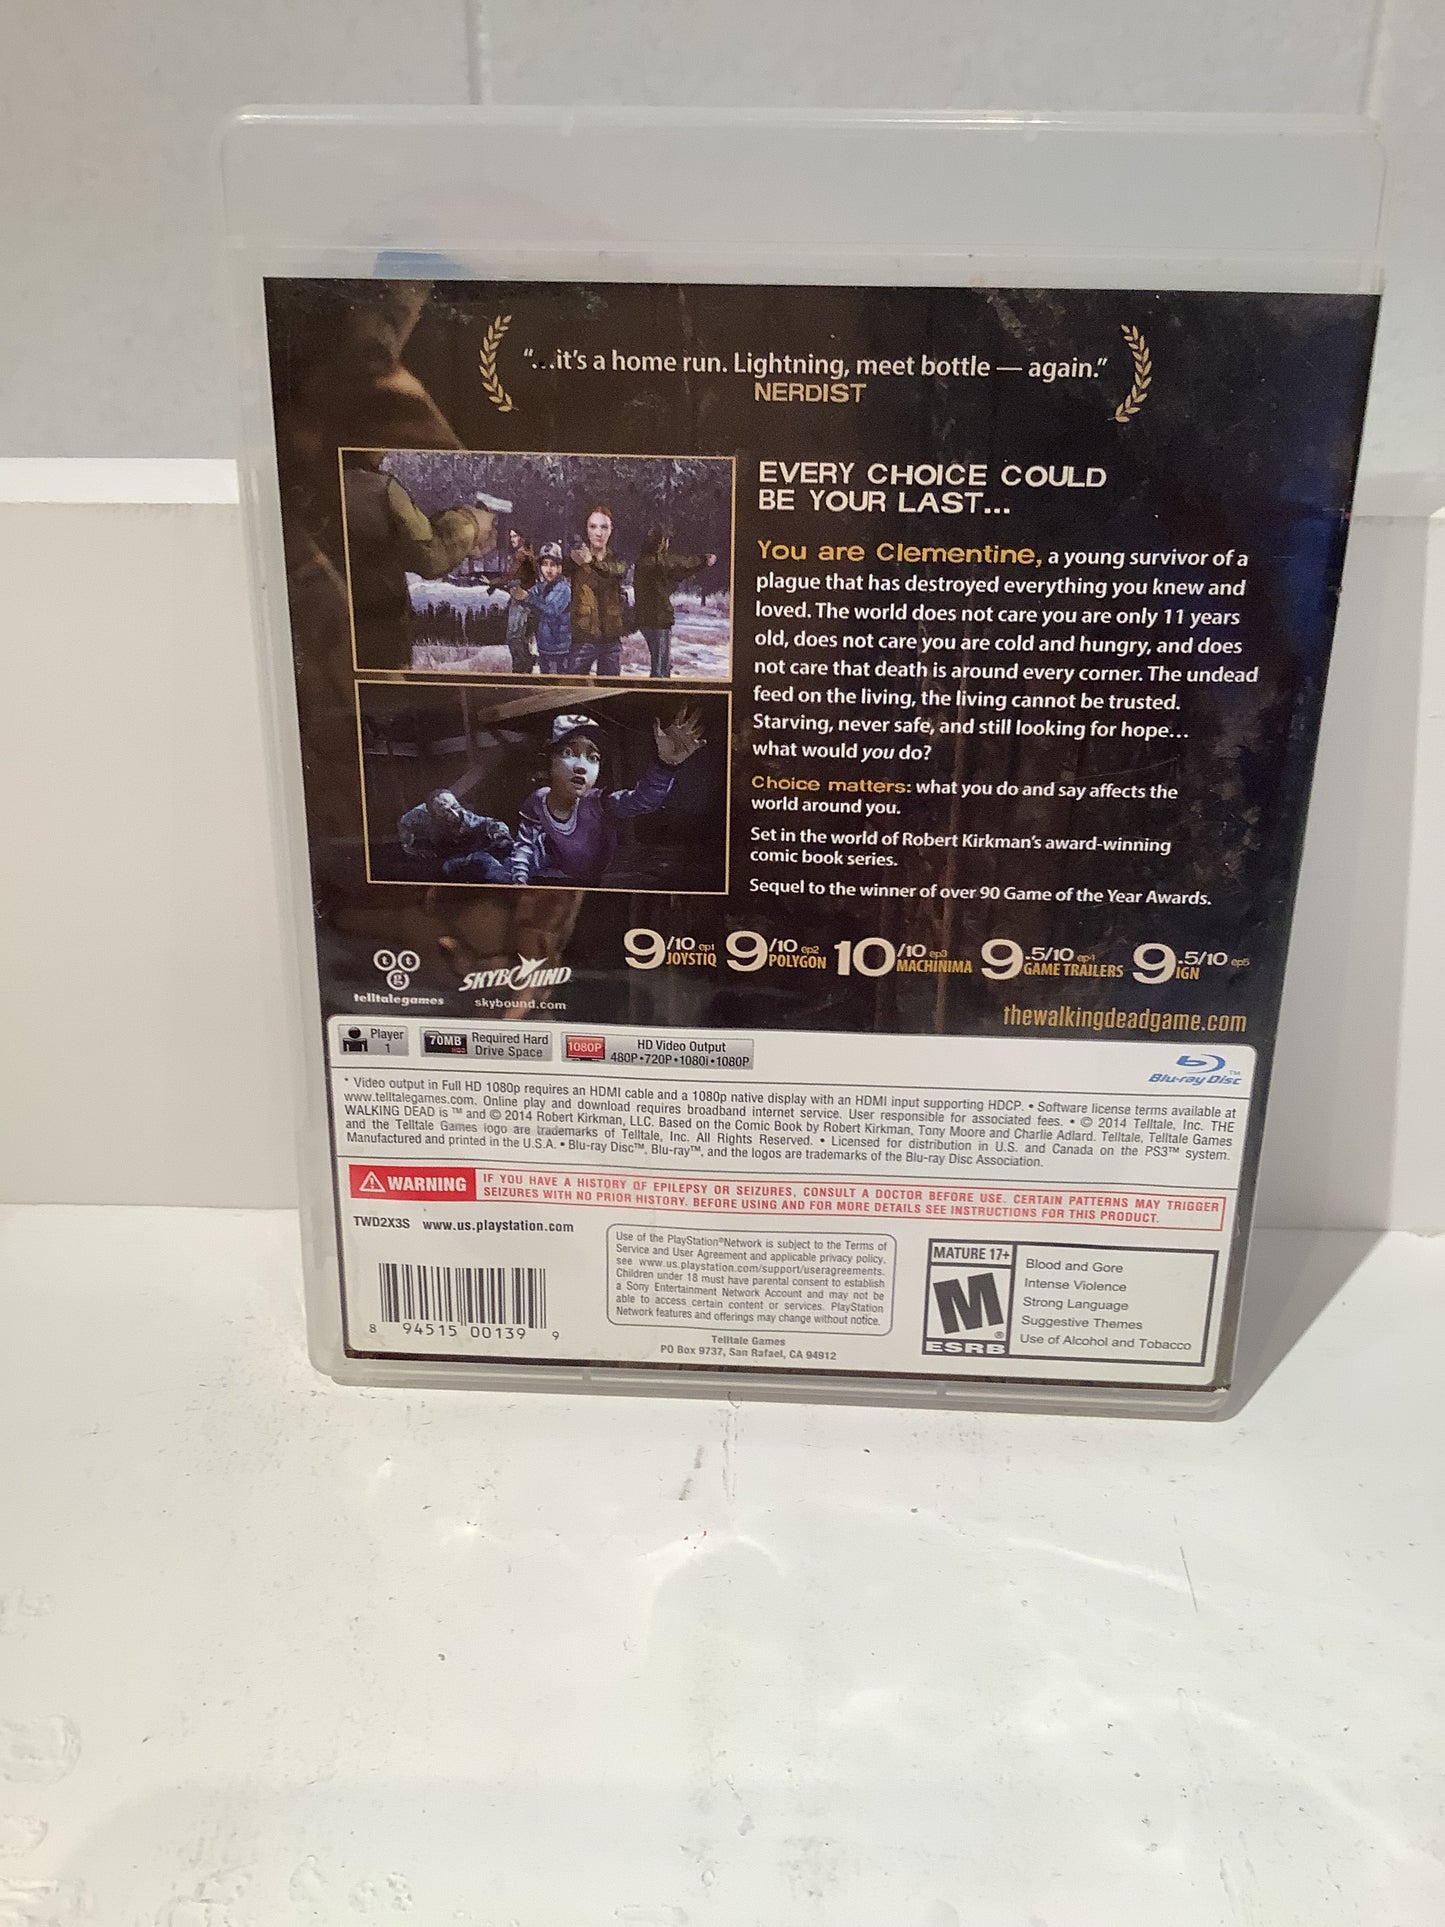 “...it’s a home run. Lightning, meet bottle — again.”
NERDIST
EVERY CHOICE COULD
BE YOUR LAST...
You are Clementine, a young survivor of a
plague that has destroyed everything you knew and
loved. The world does not care you are only 11 years
old, does not care you are cold and hungry, and does
not care that death is around every corner. The undead
feed on the living, the living cannot be trusted.
Starving, never safe, and still looking for hope...
what would you do?
Choice matters: what you do and say affects the
world around you.
Set in the world of Robert Kirkman’s award-winning
comic book series.
Sequel to the winner of over 90 Game of the Year Awards.
9/10 ep1 JOYSTIQ
9/10 ep2 POLYGON
10/10 ep3 MACHINIMA
9.5/10 ep4 GAME TRAILERS
9.5/10 ep5 IGN
ttg
telltalegames
SKYBOUND
skybound.com
thewalkingdeadgame.com
Player
1
70MB
HDD
Required Hard
Drive Space
1080P
HD Video Output
480P•720P•1080i•1080P
Blu-ray Disc™
* Video output in Full HD 1080p requires an HDMI cable and a 1080p native display with an HDMI input supporting HDCP. • Software license terms available at
www.telltalegames.com. Online play and download requires broadband internet service. User responsible for associated fees. • © 2014 Telltale, Inc. THE
WALKING DEAD is ™ and © 2014 Robert Kirkman, LLC. Based on the Comic Book by Robert Kirkman, Tony Moore and Charlie Adlard. Telltale, Telltale Games
and the Telltale Games logo are trademarks of Telltale, Inc. All Rights Reserved. • Licensed for distribution in U.S. and Canada on the PS3™ system.
Manufactured and printed in the U.S.A. • Blu-ray Disc™, Blu-ray™, and the logos are trademarks of the Blu-ray Disc Association.
WARNING
IF YOU HAVE A HISTORY OF EPILEPSY OR SEIZURES, CONSULT A DOCTOR BEFORE USE. CERTAIN PATTERNS MAY TRIGGER
SEIZURES WITH NO PRIOR HISTORY. BEFORE USING AND FOR MORE DETAILS SEE INSTRUCTIONS FOR THIS PRODUCT.
TWD2X3S www.us.playstation.com
8 94515 00139 9
Use of the PlayStation®Network is subject to the Terms of
Service and User Agreement and applicable privacy policy.
see www.us.playstation.com/support/useragreements.
Children under 18 must have parental consent to establish
a Sony Entertainment Network Account and may not be
able to access certain content or services. PlayStation
Network features and offerings may change without notice.
Telltale Games
PO Box 9737, San Rafael, CA 94912
MATURE 17+
M®
ESRB
Blood and Gore
Intense Violence
Strong Language
Suggestive Themes
Use of Alcohol and Tobacco